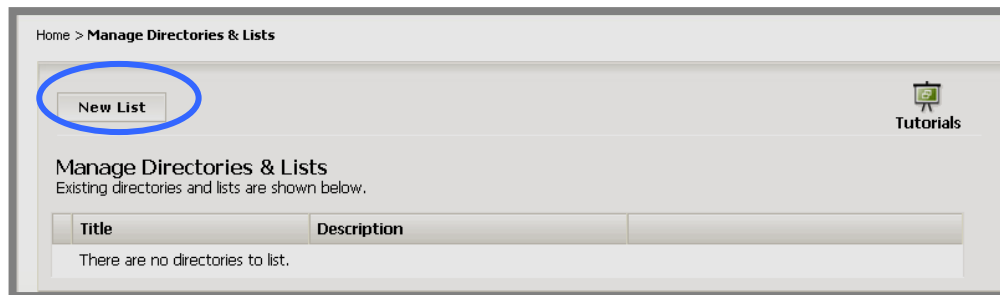 Home > Manage Directories & Lists
New List
Tutorials
Manage Directories & Lists
Existing directories and lists are shown below.
Title Description
There are no directories to list.